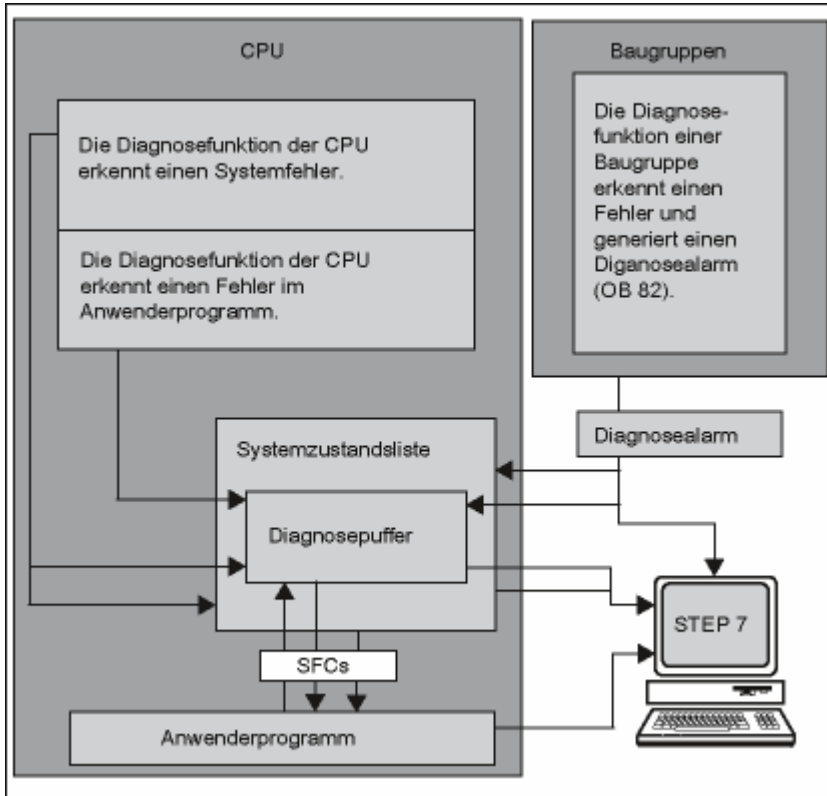 CPU
Die Diagnosefunktion der CPU
erkennt einen Systemfehler.
Die Diagnosefunktion der CPU
erkennt einen Fehler im
Anwenderprogramm.
Baugruppen
Die Diagnose-
funktion einer
Baugruppe
erkennt einen
Fehler und
generiert einen
Diganosealarm
(OB 82).
Diagnosealarm
Systemzustandsliste
Diagnosepuffer
STEP 7
SFCs
Anwenderprogramm